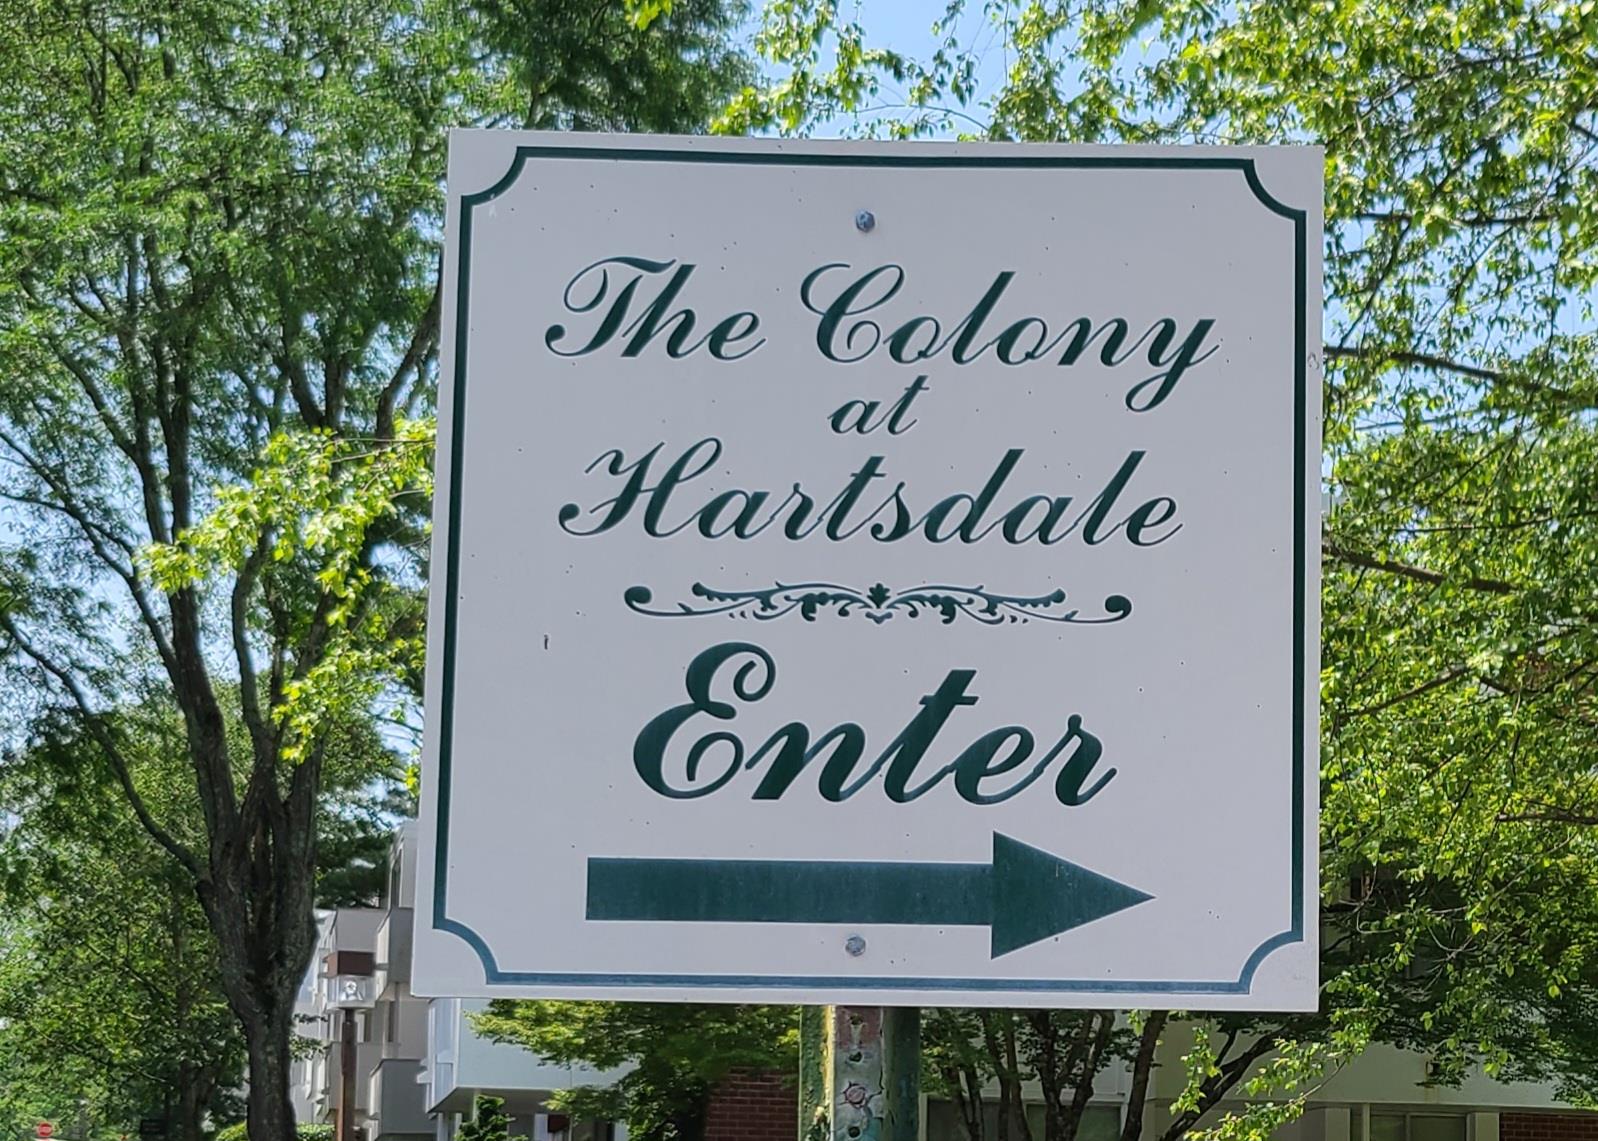 The Colony
at
Hartsdale
Enter